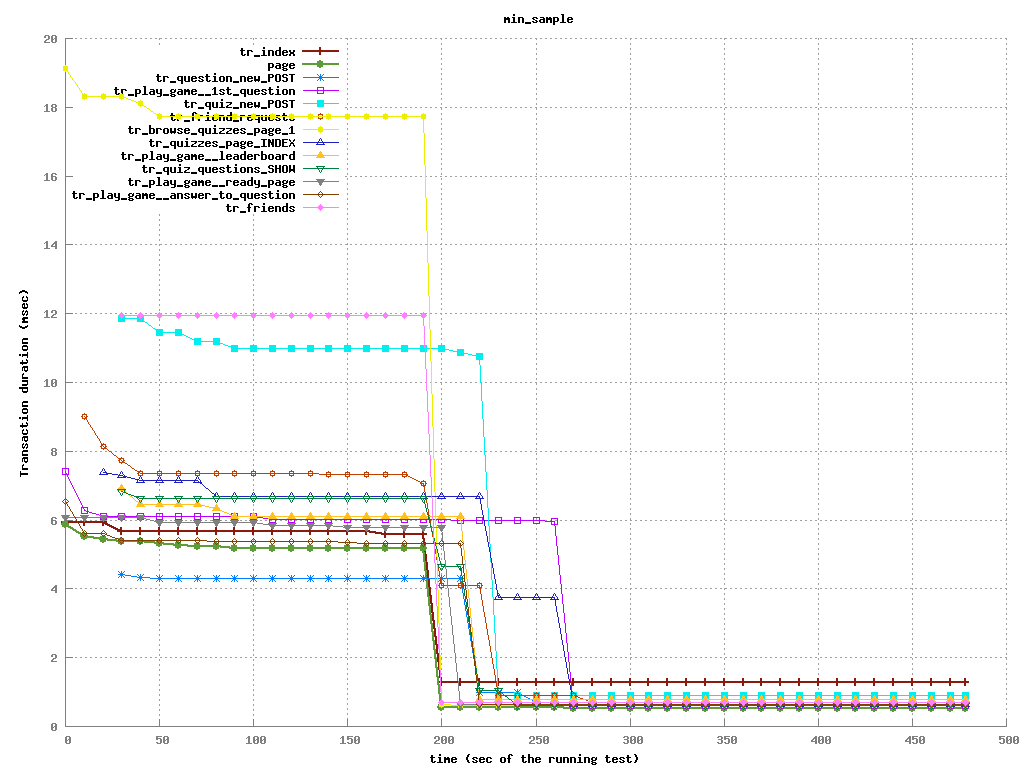 min_sample
20
18
16
14
12
10
8
6
4
2
0
Transaction duration (msec)
tr_index
page
tr_question_new_POST
tr_play_game__1st_question
tr_quiz_new_POST
tr_friend_requests
tr_browse_quizzes_page_1
tr_quizzes_page_INDEX
tr_play_game__leaderboard
tr_quiz_questions_SHOW
tr_play_game__ready_page
tr_play_game__answer_to_question
tr_friends
0 50 100 150 200 250 300 350 400 450 500
time (sec of the running test)